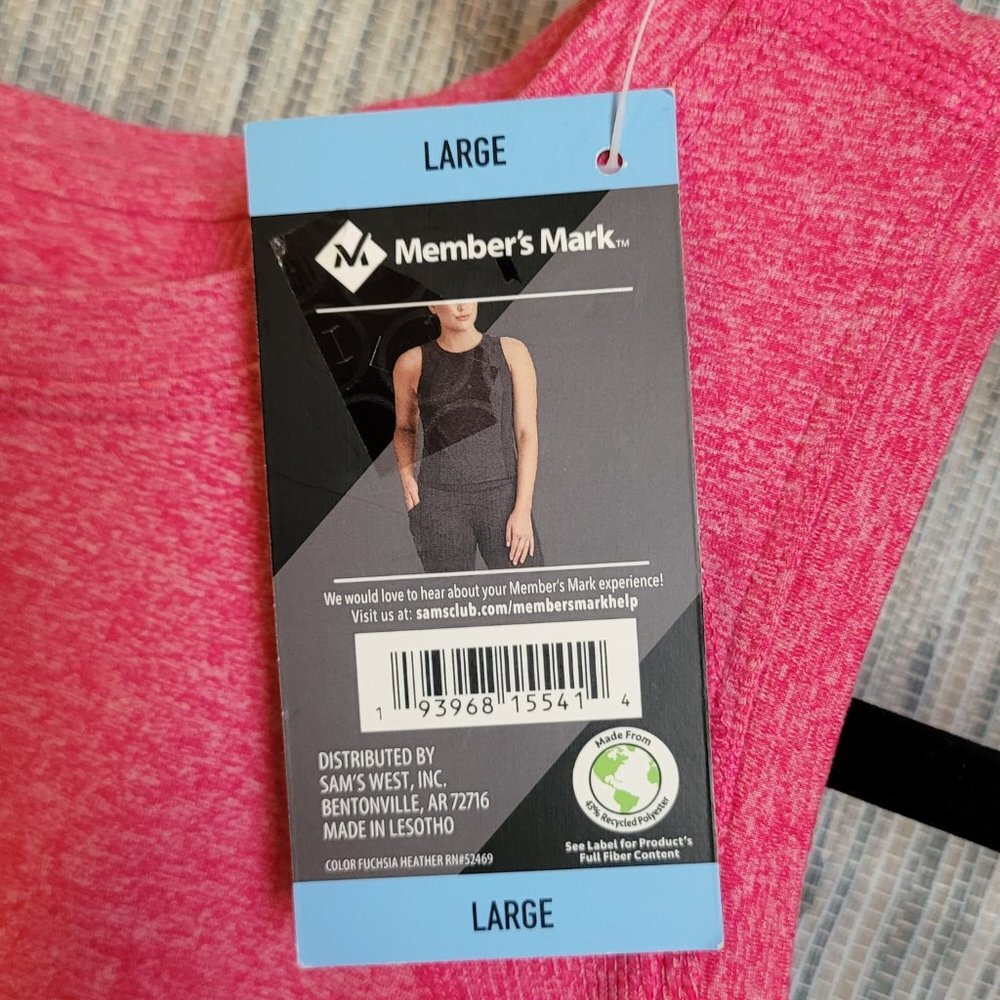 LARGE
Member's Mark™
We would love to hear about your Member's Mark experience!
Visit us at: samsclub.com/membersmarkhelp
1 93968 15541 4
DISTRIBUTED BY
SAM'S WEST, INC.
BENTONVILLE, AR 72716
MADE IN LESOTHO
COLOR FUCHSIA HEATHER RN#52469
Made From
43% Recycled Polyester
See Label for Product's
Full Fiber Content
LARGE